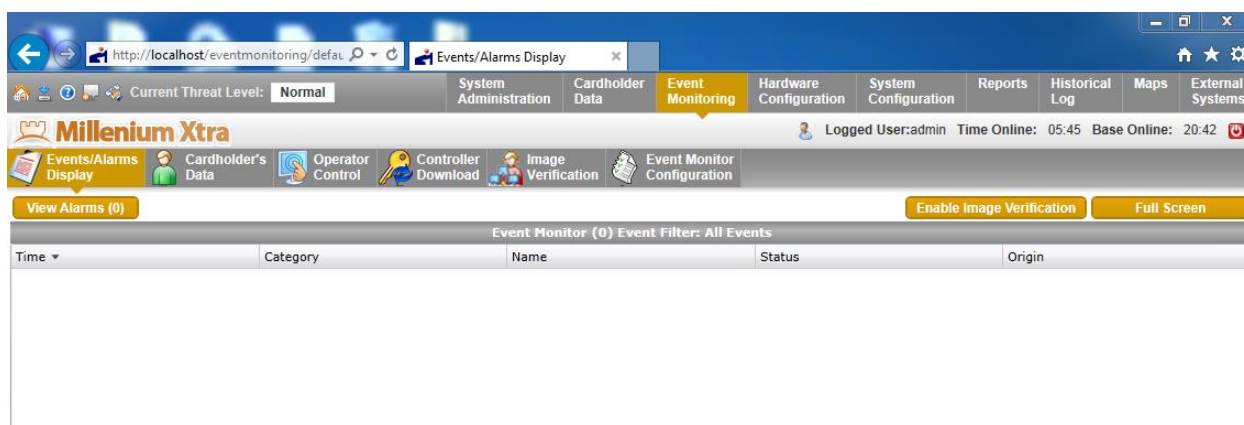 http://localhost/eventmonitoring/defau
Events/Alarms Display
Current Threat Level: Normal
System Administration
Cardholder Data
Event Monitoring
Hardware Configuration
System Configuration
Reports
Historical Log
Maps
External Systems
Millenium Xtra
Logged User:admin Time Online: 05:45 Base Online: 20:42
Events/Alarms Display
Cardholder's Data
Operator Control
Controller Download
Image Verification
Event Monitor Configuration
View Alarms (0)
Enable Image Verification
Full Screen
Event Monitor (0) Event Filter: All Events
Time Category Name Status Origin